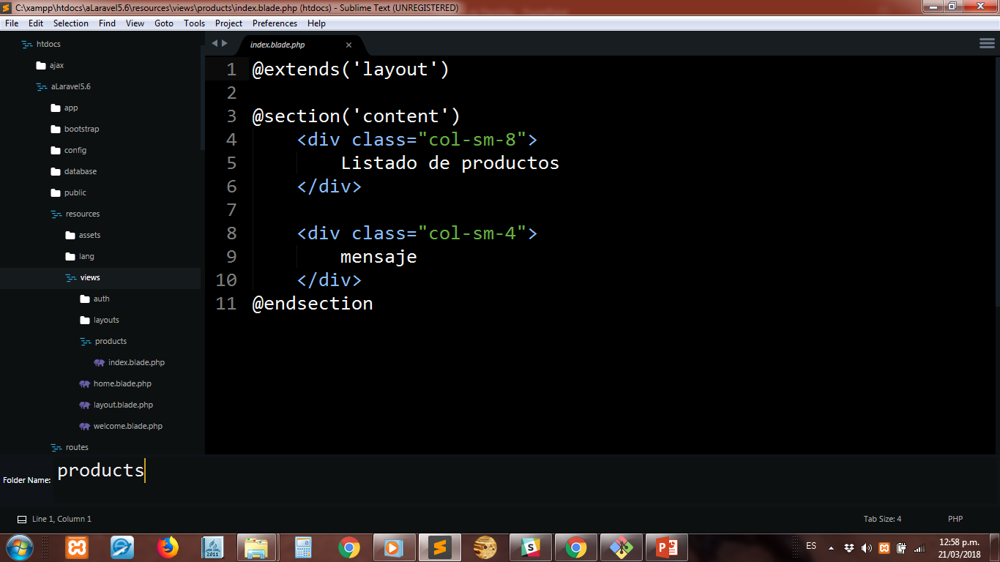 C:\xampp\htdocs\aLaravel5.6\resources\views\products\index.blade.php (htdocs) - Sublime Text (UNREGISTERED)
File Edit Selection Find View Goto Tools Project Preferences Help
htdocs
ajax
aLaravel5.6
app
bootstrap
config
database
public
resources
assets
lang
views
auth
layouts
products
index.blade.php
home.blade.php
layout.blade.php
welcome.blade.php
routes
index.blade.php ×
1 @extends('layout')
2
3 @section('content')
4     <div class="col-sm-8">
5         Listado de productos
6     </div>
7
8     <div class="col-sm-4">
9         mensaje
10     </div>
11 @endsection
Folder Name: products
Line 1, Column 1 Tab Size: 4 PHP
2011
ES
12:58 p.m.
21/03/2018